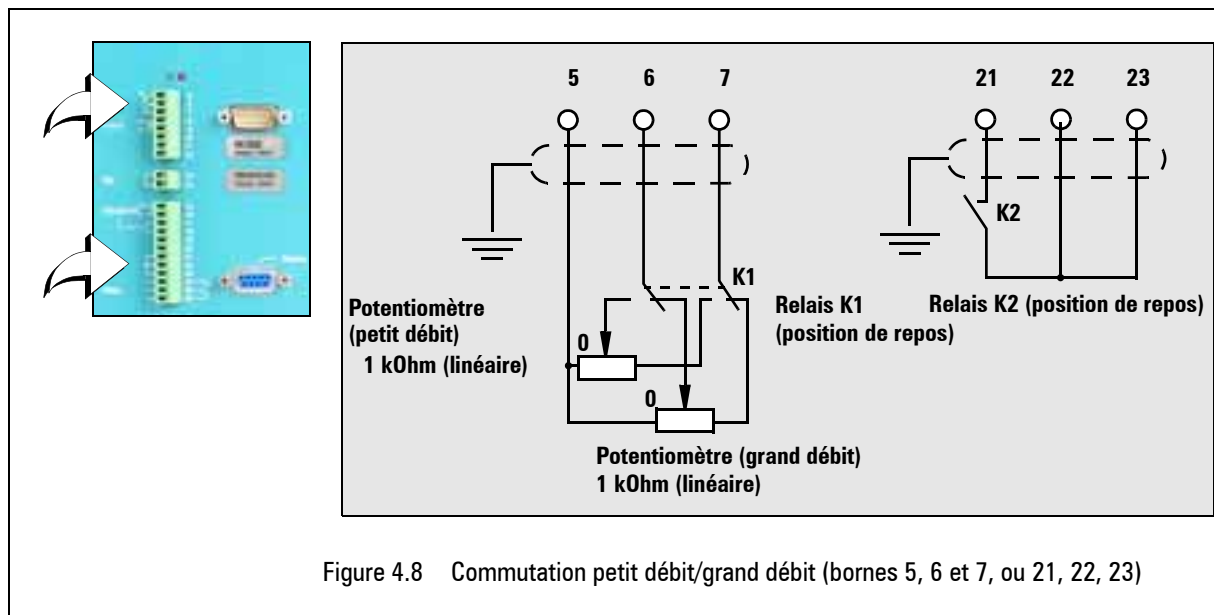 5 6 7
21 22 23
K2
K1
Potentiomètre
(petit débit)
1 kOhm (linéaire)
0
Relais K1
(position de repos)
Relais K2 (position de repos)
0
Potentiomètre (grand débit)
1 kOhm (linéaire)
Figure 4.8 Commutation petit débit/grand débit (bornes 5, 6 et 7, ou 21, 22, 23)